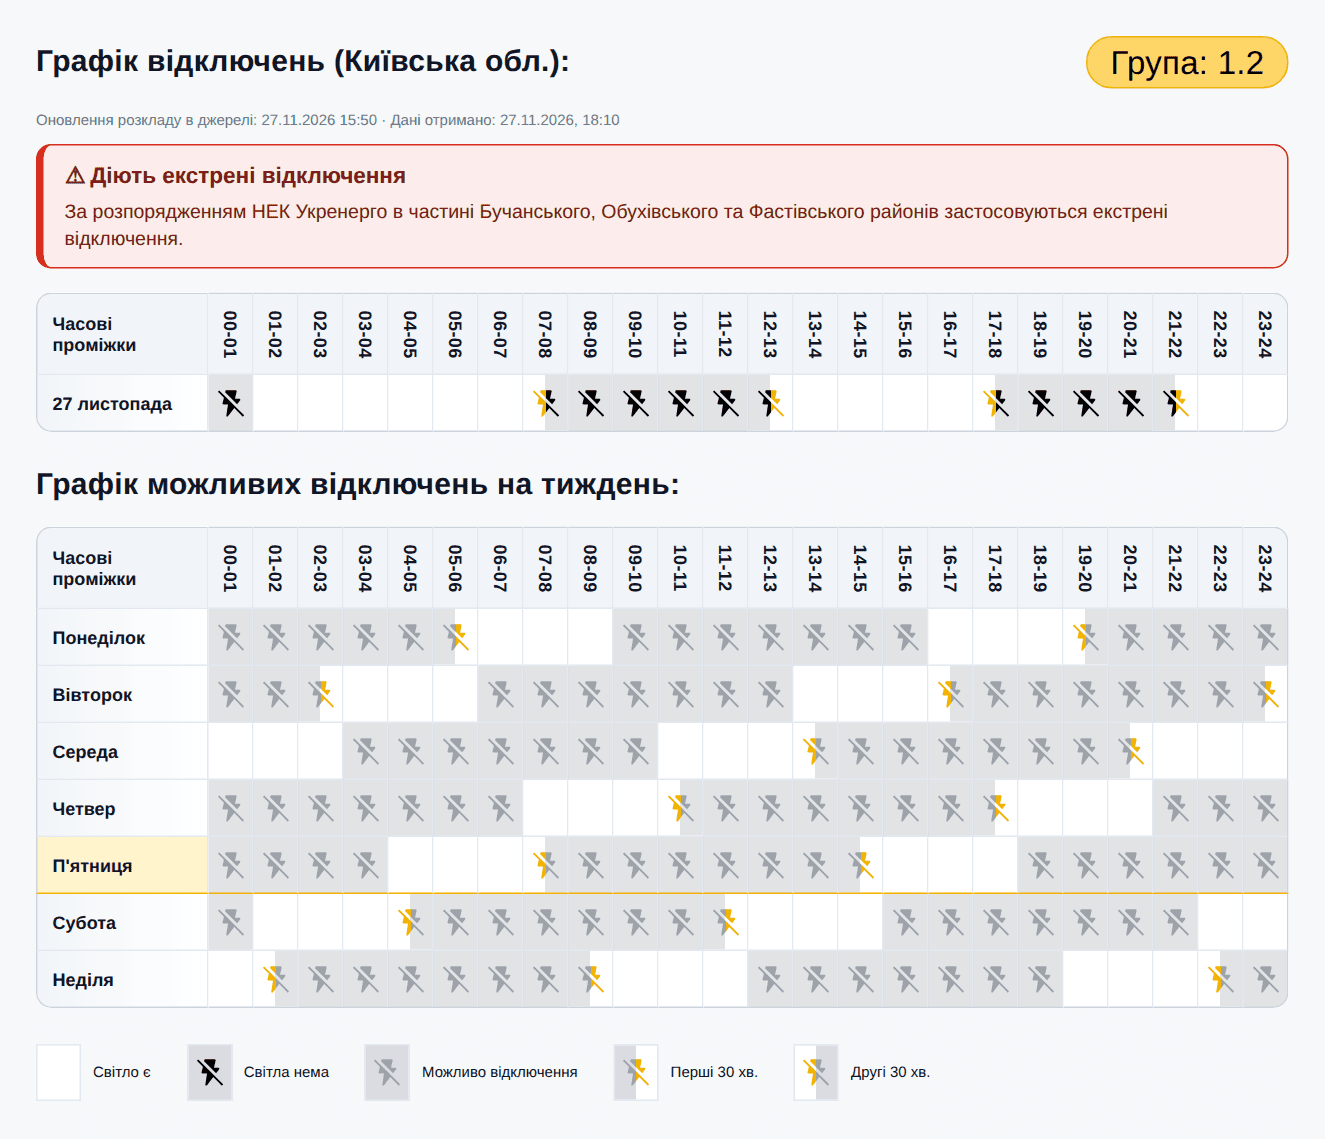 Графік відключень (Київська обл.):
Група: 1.2
Оновлення розкладу в джерелі: 27.11.2026 15:50 · Дані отримано: 27.11.2026, 18:10
⚠ Діють екстрені відключення
За розпорядженням НЕК Укренерго в частині Бучанського, Обухівського та Фастівського районів застосовуються екстрені
відключення.
Часові
проміжки
00-01 01-02 02-03 03-04 04-05 05-06 06-07 07-08 08-09 09-10 10-11 11-12 12-13 13-14 14-15 15-16 16-17 17-18 18-19 19-20 20-21 21-22 22-23 23-24
27 листопада
Графік можливих відключень на тиждень:
Часові
проміжки
00-01 01-02 02-03 03-04 04-05 05-06 06-07 07-08 08-09 09-10 10-11 11-12 12-13 13-14 14-15 15-16 16-17 17-18 18-19 19-20 20-21 21-22 22-23 23-24
Понеділок
Вівторок
Середа
Четвер
П'ятниця
Субота
Неділя
Світло є
Світла нема
Можливо відключення
Перші 30 хв.
Другі 30 хв.